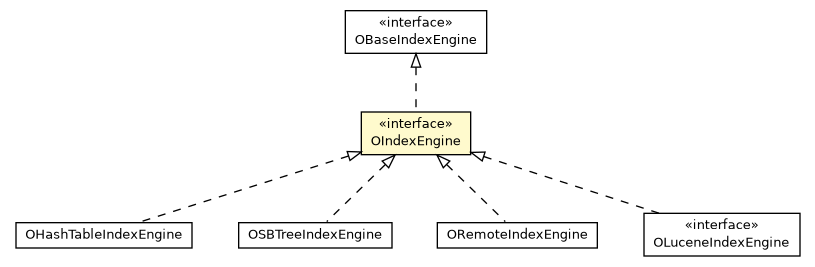 «interface»
OBaseIndexEngine
«interface»
OIndexEngine
OHashTableIndexEngine
OSBTreeIndexEngine
ORemoteIndexEngine
«interface»
OLuceneIndexEngine